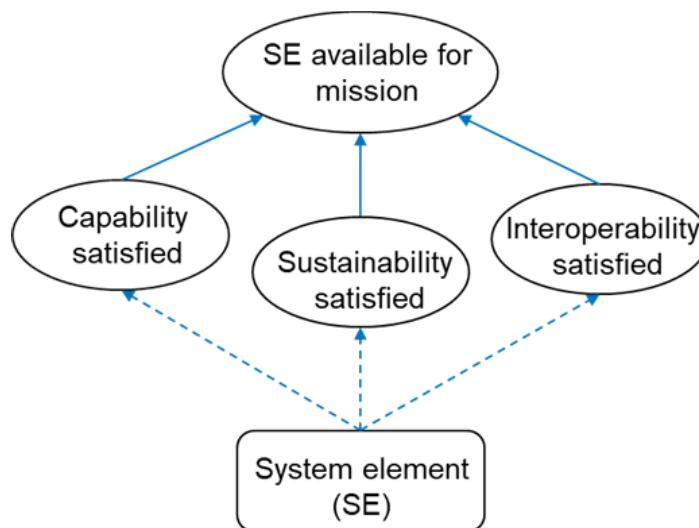 SE available for
mission
Capability
satisfied
Sustainability
satisfied
Interoperability
satisfied
System element
(SE)